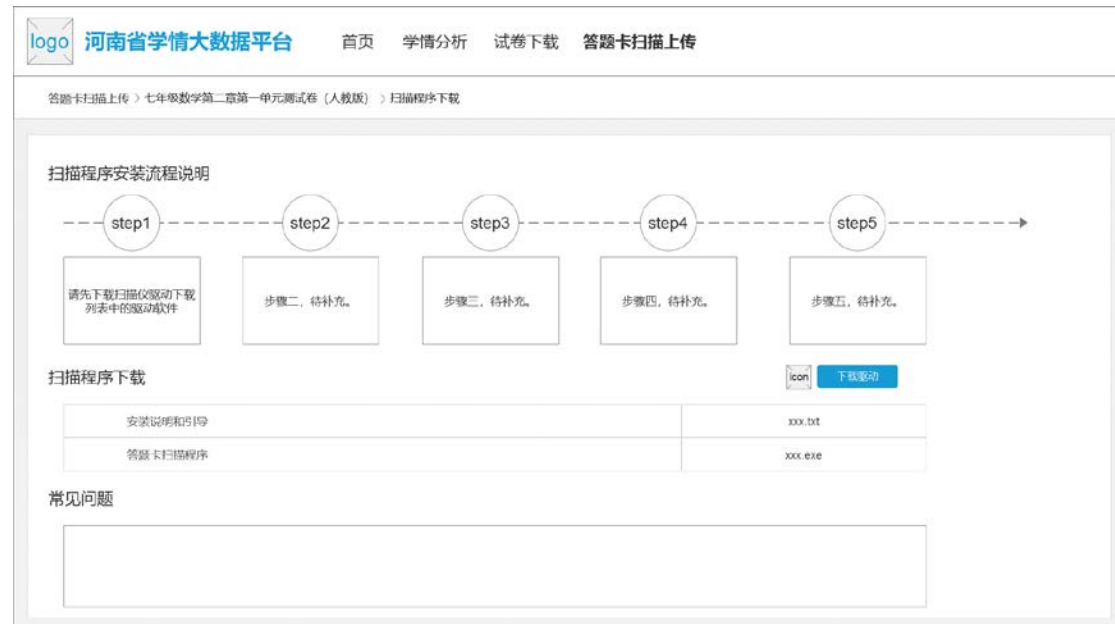 logo 河南省学情大数据平台 首页 学情分析 试卷下载 答题卡扫描上传
答题卡扫描上传 > 七年级数学第二章第一单元测试卷（人教版） > 扫描程序下载
扫描程序安装流程说明
step1 step2 step3 step4 step5
请先下载扫描仪驱动下载
列表中的驱动软件
步骤二，待补充。
步骤三，待补充。
步骤四，待补充。
步骤五，待补充。
扫描程序下载
icon 下载驱动
安装说明和引导 xxx.txt
答题卡扫描程序 xxx.exe
常见问题